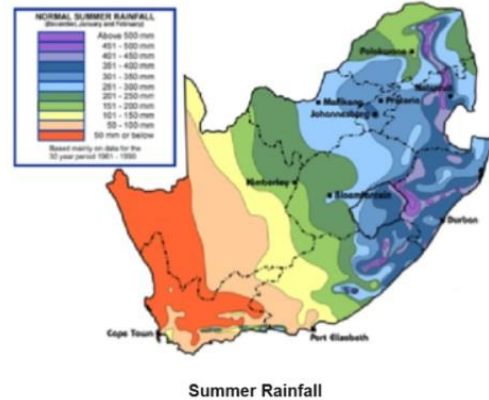 NORMAL SUMMER RAINFALL
(December, January and February)
Above 500 mm
451 - 500 mm
401 - 450 mm
351 - 400 mm
301 - 350 mm
251 - 300 mm
201 - 250 mm
151 - 200 mm
101 - 150 mm
50 - 100 mm
50 mm or below
Based mainly on data for the
30 year period 1961 - 1990
Polokwane
Nelspruit
Mafikeng
Pretoria
Johannesburg
Kimberley
Bloemfontein
Durban
Cape Town
Port Elizabeth
Summer Rainfall